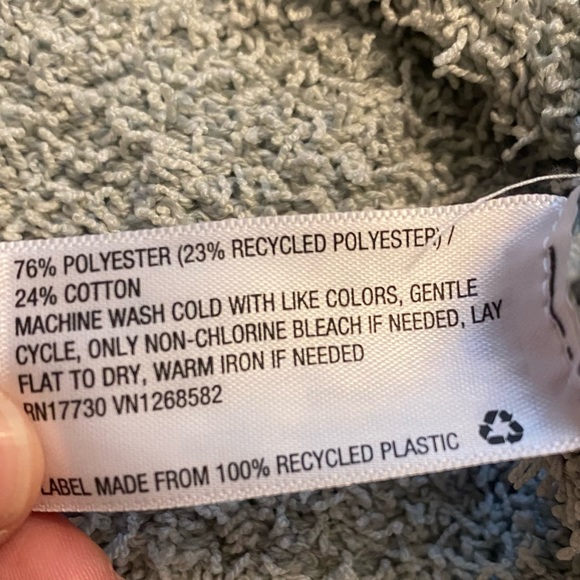 76% POLYESTER (23% RECYCLED POLYESTER) /
24% COTTON
MACHINE WASH COLD WITH LIKE COLORS, GENTLE
CYCLE, ONLY NON-CHLORINE BLEACH IF NEEDED, LAY
FLAT TO DRY, WARM IRON IF NEEDED
RN17730 VN1268582
LABEL MADE FROM 100% RECYCLED PLASTIC